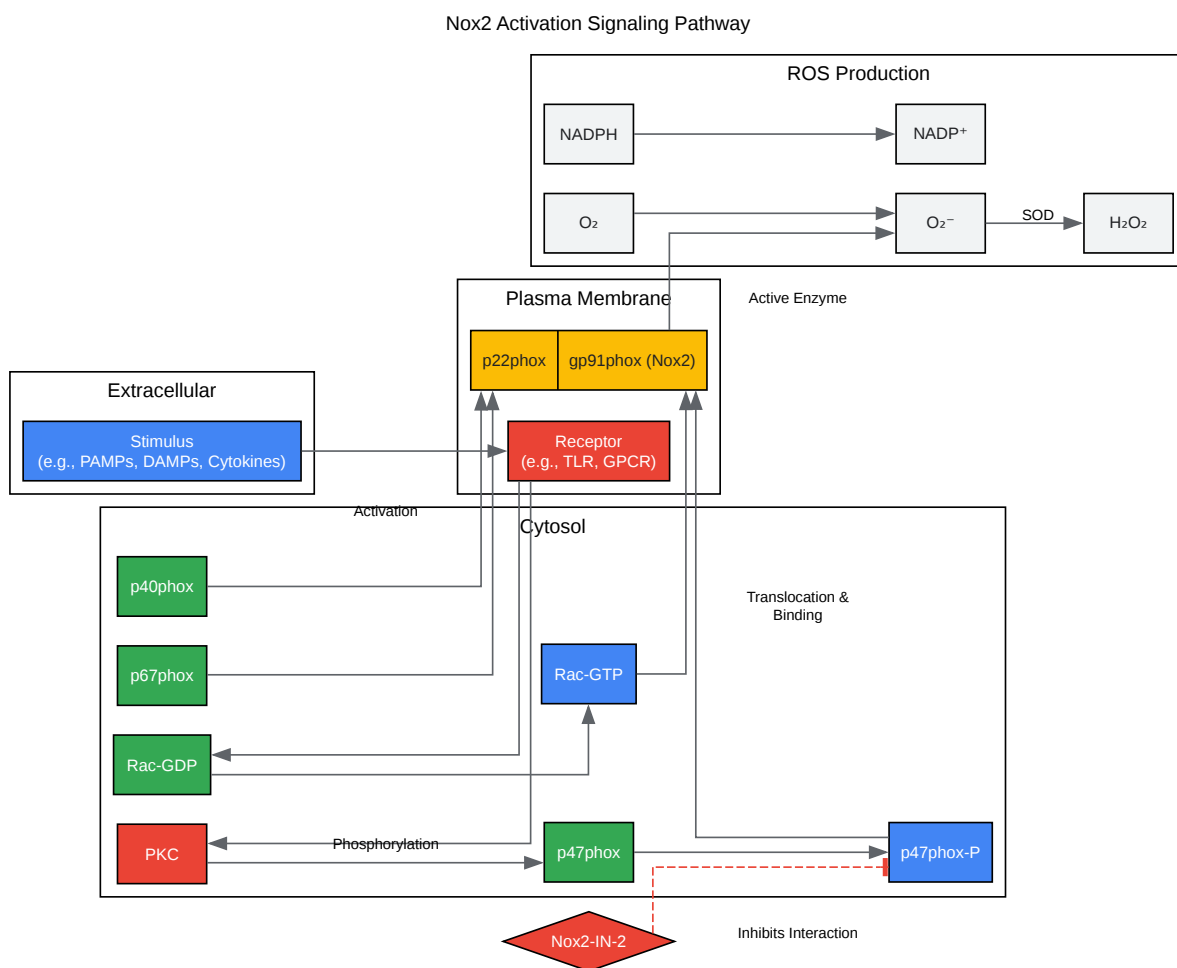 Nox2 Activation Signaling Pathway
ROS Production
NADPH
NADP⁺
O₂
O₂⁻
SOD
H₂O₂
Plasma Membrane
Active Enzyme
p22phox
gp91phox (Nox2)
Extracellular
Stimulus
(e.g., PAMPs, DAMPs, Cytokines)
Receptor
(e.g., TLR, GPCR)
Activation
Cytosol
p40phox
Translocation &
Binding
p67phox
Rac-GTP
Rac-GDP
Phosphorylation
PKC
p47phox
p47phox-P
Nox2-IN-2
Inhibits Interaction